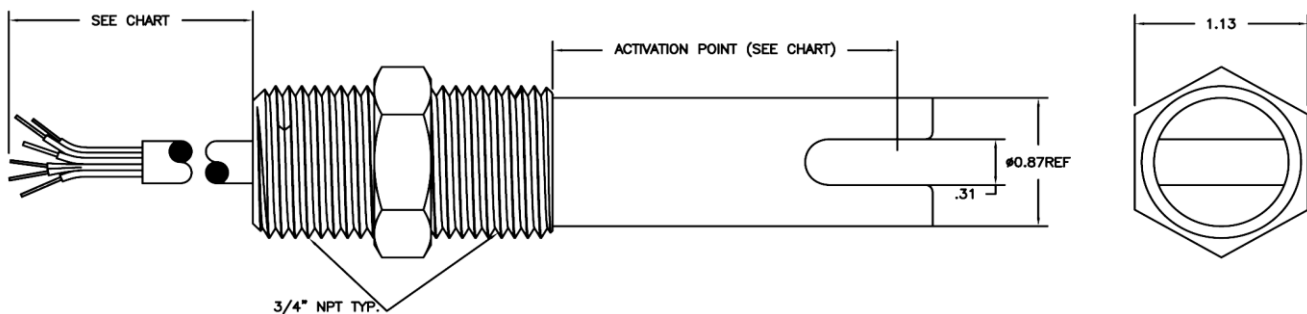 SEE CHART
1.13
ACTIVATION POINT (SEE CHART)
ø0.87REF
.31
3/4" NPT TYP.